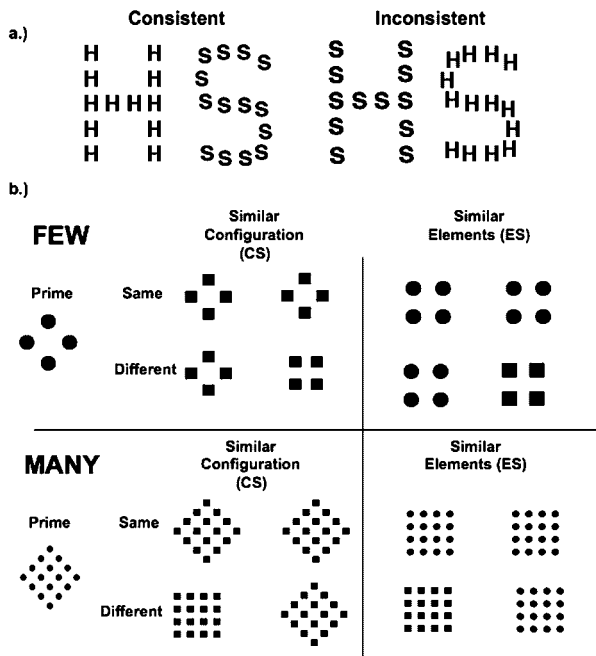 Consistent Inconsistent
a.)
H H S S S S S S H H H H
H H S S S H
H H H H S S S S S S S S S H H H H
H H S S S H
H H S S S S S S H H H H
b.)
FEW
Similar Configuration (CS)
Similar Elements (ES)
Prime
Same
Different
MANY
Similar Configuration (CS)
Similar Elements (ES)
Prime
Same
Different